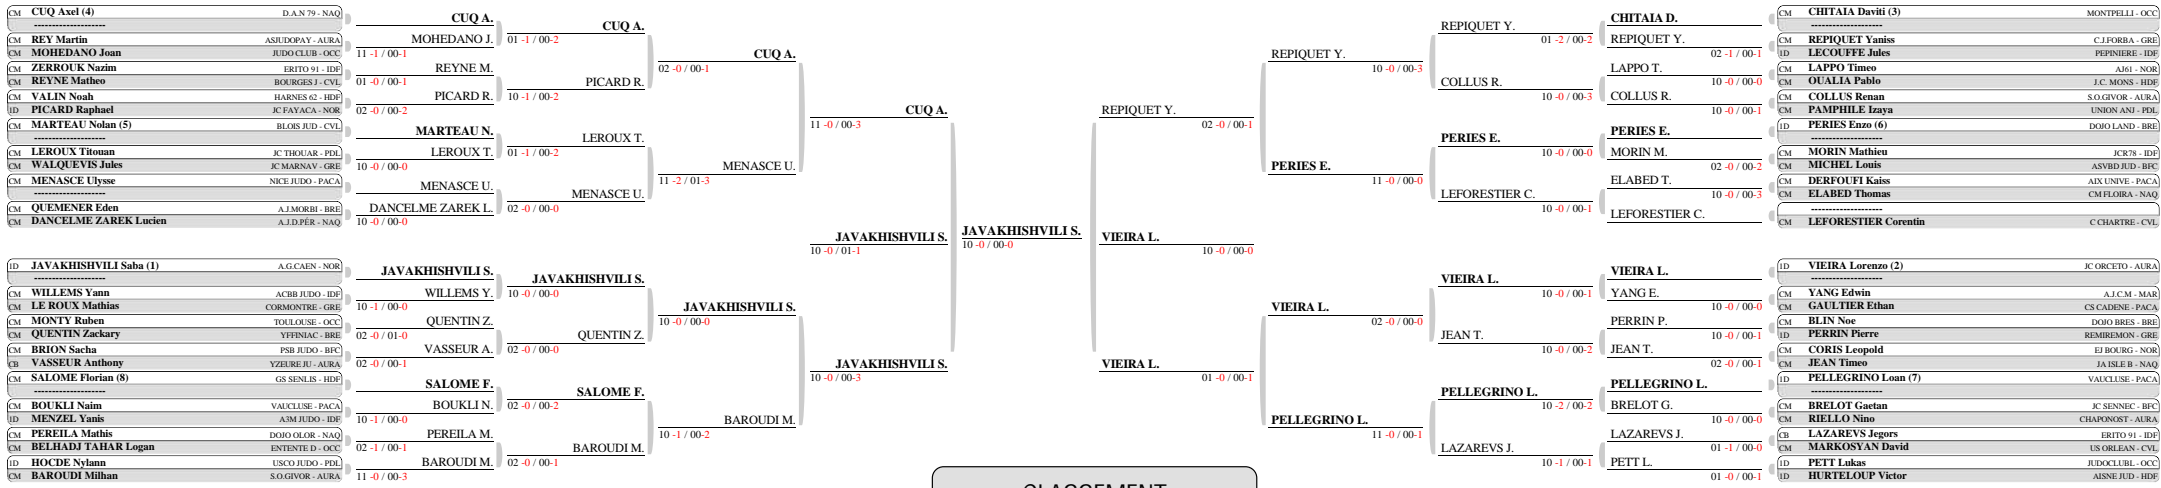 CM CUQ Axel (4) D.A.N 79 - NAQ
--------------------
CM REY Martin ASJUDOPAY - AURA
CM MOHEDANO Joan JUDO CLUB - OCC
CM ZERROUK Nazim ERITO 91 - IDF
CM REYNE Matheo BOURGES J - CVL
CM VALIN Noah HARNES 62 - HDF
1D PICARD Raphael JC FAYACA - NOR
CM MARTEAU Nolan (5) BLOIS JUD - CVL
--------------------
CM LEROUX Titouan JC THOUAR - PDL
CM WALQUEVIS Jules JC MARNAV - GRE
CM MENASCE Ulysse NICE JUDO - PACA
--------------------
CM QUEMENER Eden A.J.MORBI - BRE
CM DANCELME ZAREK Lucien A.J.D.PÉR - NAQ
1D JAVAKHISHVILI Saba (1) A.G.CAEN - NOR
--------------------
CM WILLEMS Yann ACBB JUDO - IDF
CM LE ROUX Mathias CORMONTRE - GRE
CM MONTY Ruben TOULOUSE - OCC
CM QUENTIN Zackary YFFINIAC - BRE
CM BRION Sacha PSB JUDO - BFC
CB VASSEUR Anthony YZEURE JU - AURA
CM SALOME Florian (8) GS SENLIS - HDF
--------------------
CM BOUKLI Naim VAUCLUSE - PACA
1D MENZEL Yanis A3M JUDO - IDF
CM PEREILA Mathis DOJO OLOR - NAQ
CM BELHADJ TAHAR Logan ENTENTE D - OCC
1D HOCDE Nylann USCO JUDO - PDL
CM BAROUDI Milhan S.O.GIVOR - AURA
CUQ A.
MOHEDANO J.
11 -1 / 00-1
REYNE M.
01 -0 / 00-1
PICARD R.
02 -0 / 00-2
MARTEAU N.
LEROUX T.
10 -0 / 00-0
MENASCE U.
DANCELME ZAREK L.
10 -0 / 00-0
JAVAKHISHVILI S.
WILLEMS Y.
10 -1 / 00-0
QUENTIN Z.
02 -0 / 01-0
VASSEUR A.
02 -0 / 00-1
SALOME F.
BOUKLI N.
10 -1 / 00-0
PEREILA M.
02 -1 / 00-1
BAROUDI M.
11 -0 / 00-3
CUQ A.
01 -1 / 00-2
PICARD R.
10 -1 / 00-2
LEROUX T.
01 -1 / 00-2
MENASCE U.
02 -0 / 00-0
JAVAKHISHVILI S.
10 -0 / 00-0
QUENTIN Z.
02 -0 / 00-0
SALOME F.
02 -0 / 00-2
BAROUDI M.
02 -0 / 00-1
CUQ A.
02 -0 / 00-1
MENASCE U.
11 -2 / 01-3
JAVAKHISHVILI S.
10 -0 / 00-0
BAROUDI M.
10 -1 / 00-2
CUQ A.
11 -0 / 00-3
JAVAKHISHVILI S.
10 -0 / 01-1
JAVAKHISHVILI S.
10 -0 / 00-3
JAVAKHISHVILI S.
10 -0 / 00-0
REPIQUET Y.
02 -0 / 00-1
VIEIRA L.
10 -0 / 00-0
VIEIRA L.
01 -0 / 00-1
REPIQUET Y.
10 -0 / 00-3
PERIES E.
11 -0 / 00-0
VIEIRA L.
02 -0 / 00-0
PELLEGRINO L.
11 -0 / 00-1
REPIQUET Y.
01 -2 / 00-2
COLLUS R.
10 -0 / 00-3
PERIES E.
10 -0 / 00-0
LEFORESTIER C.
10 -0 / 00-1
VIEIRA L.
10 -0 / 00-1
JEAN T.
10 -0 / 00-2
PELLEGRINO L.
10 -2 / 00-2
LAZAREVS J.
10 -1 / 00-1
CHITAIA D.
REPIQUET Y.
02 -1 / 00-1
LAPPO T.
10 -0 / 00-0
COLLUS R.
10 -0 / 00-1
PERIES E.
MORIN M.
02 -0 / 00-2
ELABED T.
10 -0 / 00-3
LEFORESTIER C.
VIEIRA L.
YANG E.
10 -0 / 00-0
PERRIN P.
10 -0 / 00-1
JEAN T.
02 -0 / 00-1
PELLEGRINO L.
BRELOT G.
10 -0 / 00-0
LAZAREVS J.
01 -1 / 00-0
PETT L.
01 -0 / 00-1
CM CHITAIA Daviti (3) MONTPELLI - OCC
--------------------
CM REPIQUET Yaniss C.J.FORBA - GRE
1D LECOUFFE Jules PEPINIERE - IDF
CM LAPPO Timeo AJ61 - NOR
CM OUALIA Pablo J.C. MONS - HDF
CM COLLUS Renan S.O.GIVOR - AURA
CM PAMPHILE Izaya UNION ANJ - PDL
1D PERIES Enzo (6) DOJO LAND - BRE
--------------------
CM MORIN Mathieu JCR78 - IDF
CM MICHEL Louis ASVBD JUD - BFC
CM DERFOUFI Kaiss AIX UNIVE - PACA
CM ELABED Thomas CM FLOIRA - NAQ
--------------------
CM LEFORESTIER Corentin C CHARTRE - CVL
1D VIEIRA Lorenzo (2) JC ORCETO - AURA
--------------------
CM YANG Edwin A.J.C.M - MAR
CM GAULTIER Ethan CS CADENE - PACA
CM BLIN Noe DOJO BRES - BRE
1D PERRIN Pierre REMIREMON - GRE
CM CORIS Leopold EJ BOURG - NOR
CM JEAN Timeo JA ISLE B - NAQ
1D PELLEGRINO Loan (7) VAUCLUSE - PACA
--------------------
CM BRELOT Gaetan JC SENNEC - BFC
CM RIELLO Nino CHAPONOST - AURA
CB LAZAREVS Jegors ERITO 91 - IDF
CM MARKOSYAN David US ORLEAN - CVL
1D PETT Lukas JUDOCLUBL - OCC
1D HURTELOUP Victor AISNE JUD - HDF
CLASSEMENT